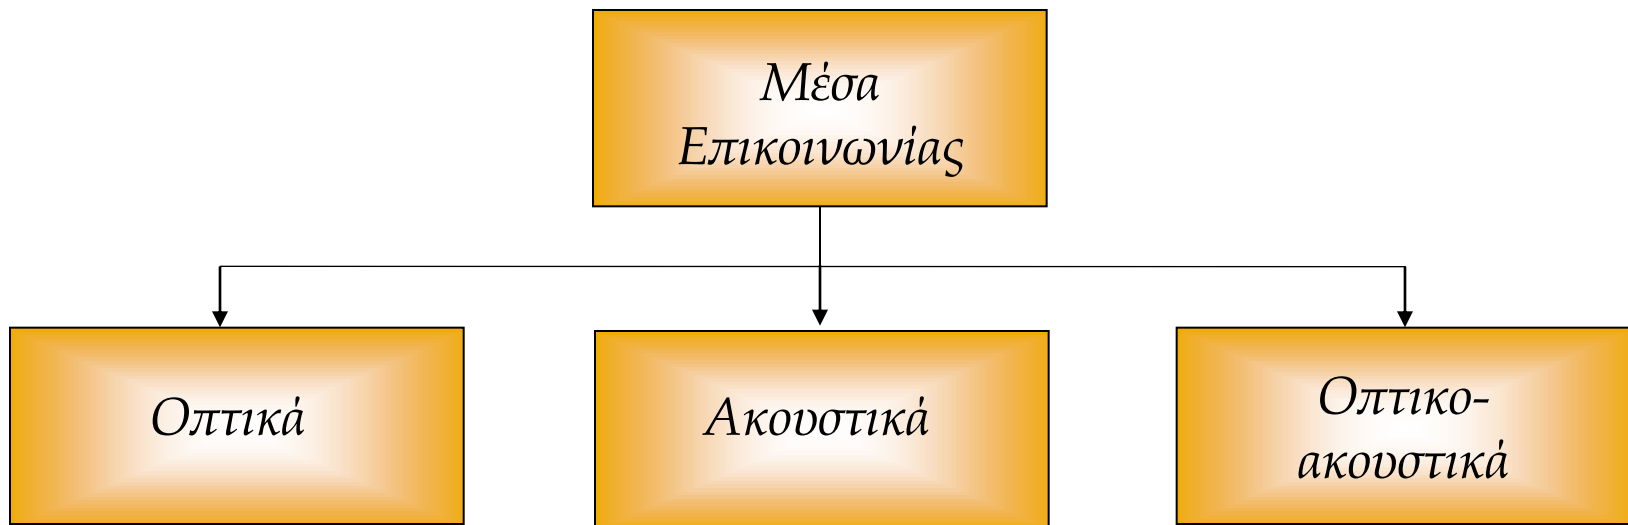 Μέσα
Επικοινωνίας
Οπτικά
Ακουστικά
Οπτικο-
ακουστικά